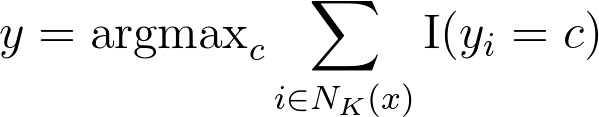 y = argmax_c ∑_{i∈N_K(x)} I(y_i = c)